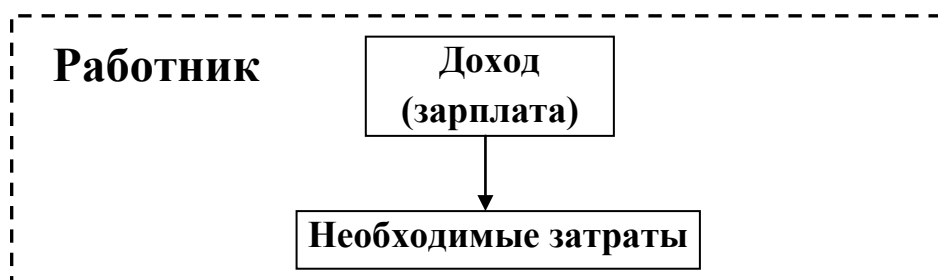 Работник
Доход
(зарплата)
Необходимые затраты